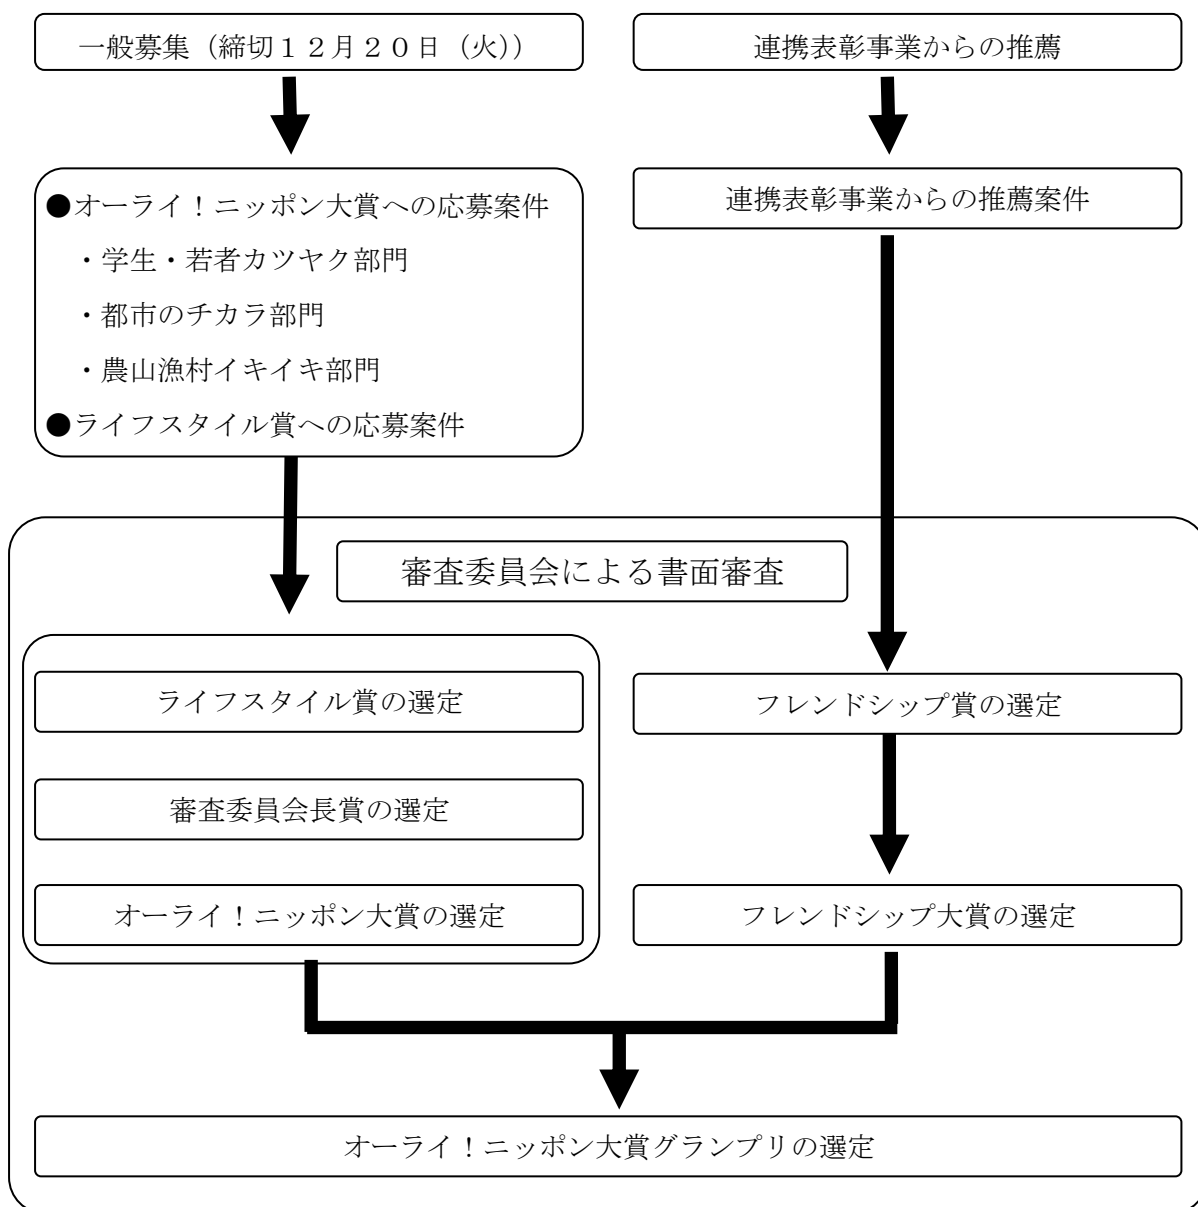 一般募集（締切１２月２０日（火））
連携表彰事業からの推薦
●オーライ！ニッポン大賞への応募案件
・学生・若者カツヤク部門
・都市のチカラ部門
・農山漁村イキイキ部門
●ライフスタイル賞への応募案件
連携表彰事業からの推薦案件
審査委員会による書面審査
ライフスタイル賞の選定
審査委員会長賞の選定
オーライ！ニッポン大賞の選定
フレンドシップ賞の選定
フレンドシップ大賞の選定
オーライ！ニッポン大賞グランプリの選定